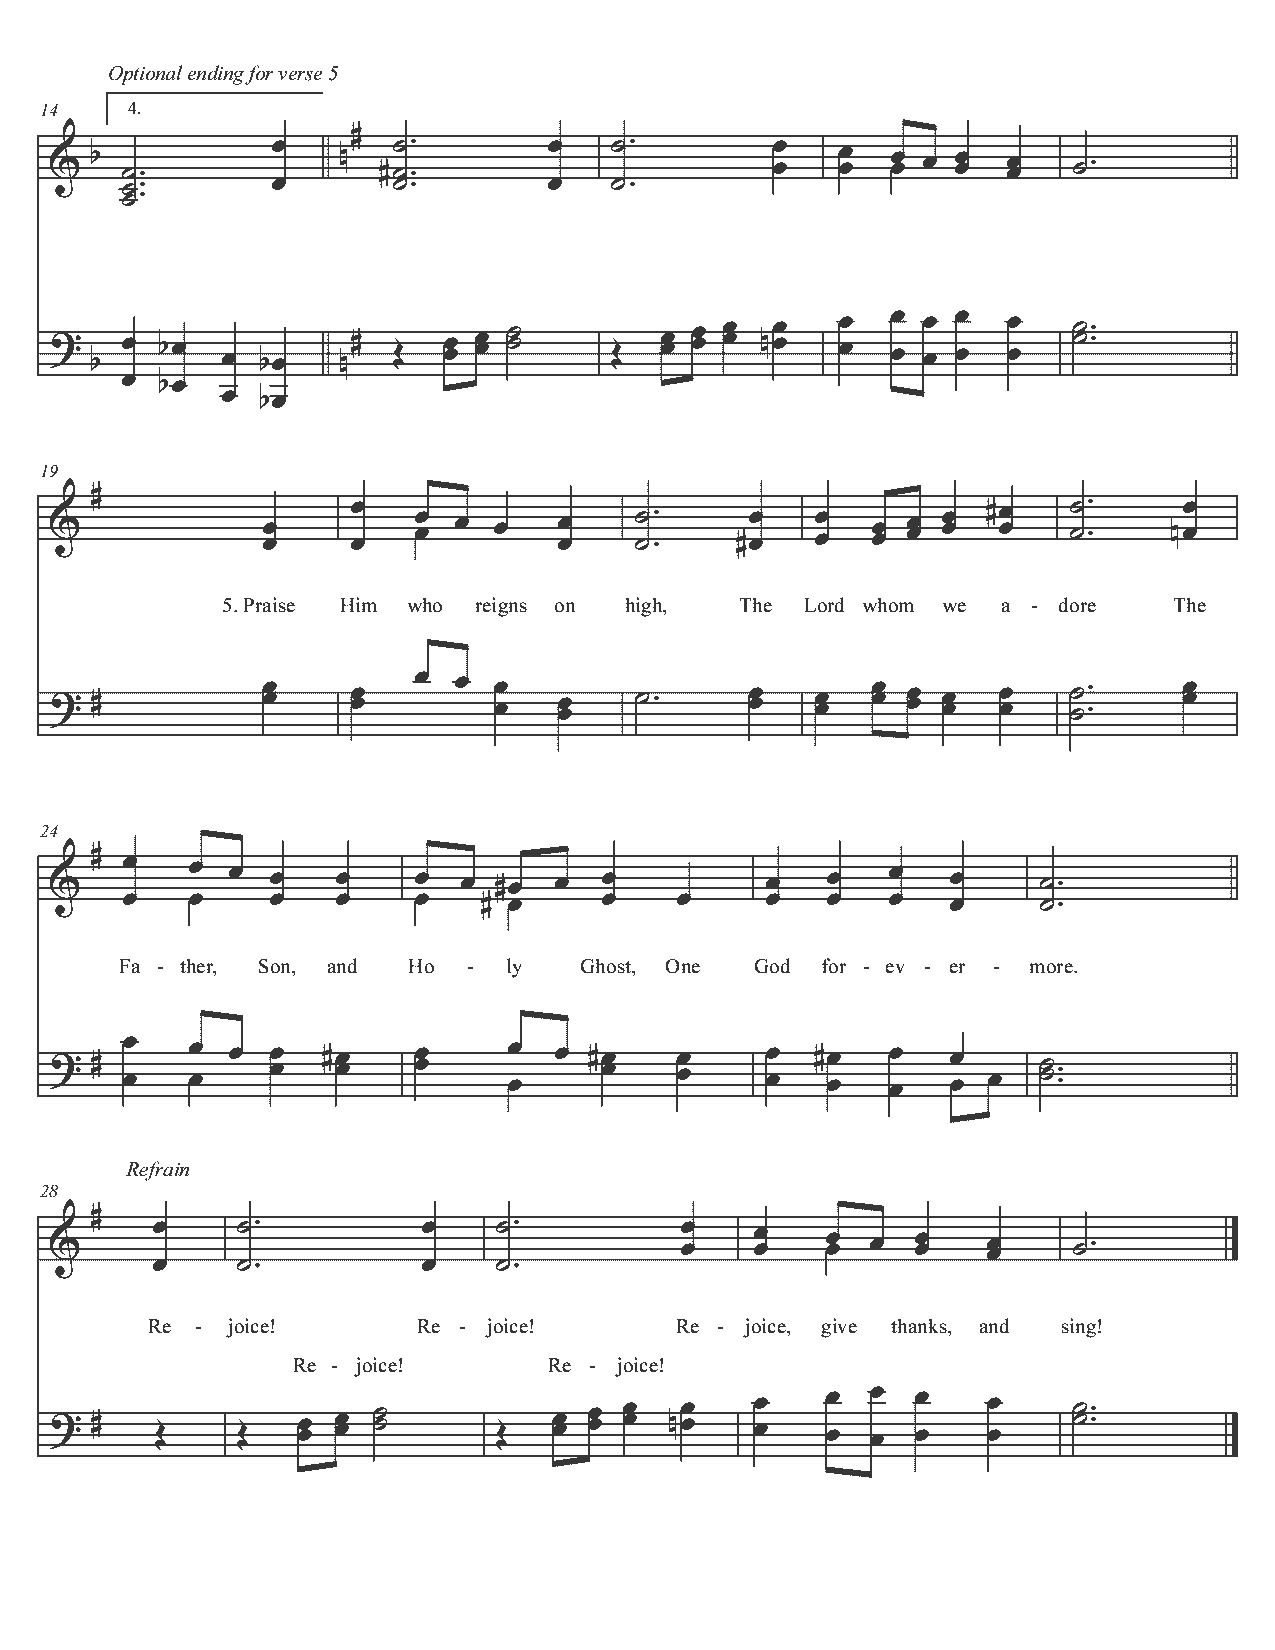 Optional ending for verse 5
14 4.
19
5. Praise Him who reigns on high, The Lord whom we a - dore The
24
Fa - ther, Son, and Ho - ly Ghost, One God for - ev - er - more.
Refrain
28
Re - joice! Re - joice! Re - joice, give thanks, and sing!
Re - joice! Re - joice!